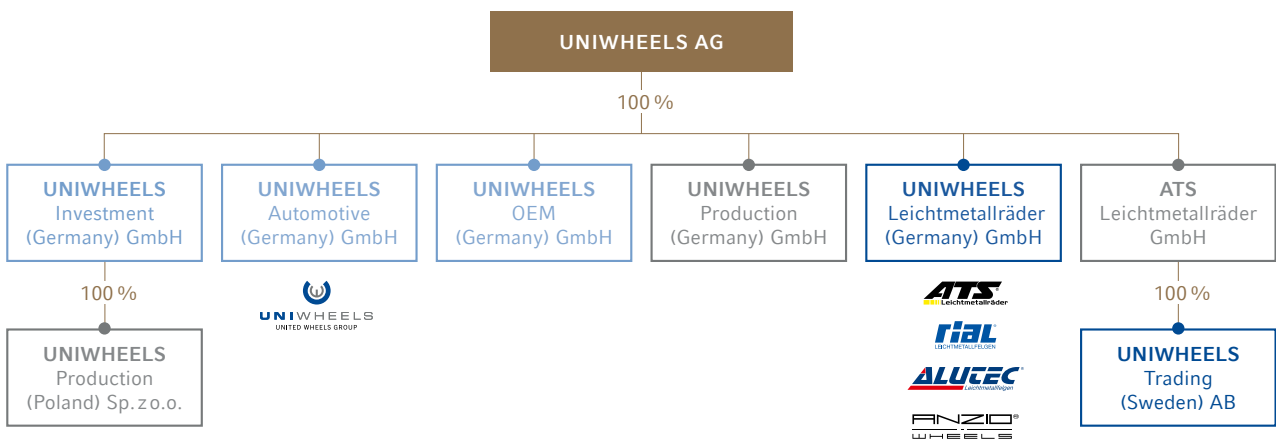 UNIWHEELS AG
100 %
UNIWHEELS
Investment
(Germany) GmbH
UNIWHEELS
Automotive
(Germany) GmbH
UNIWHEELS
OEM
(Germany) GmbH
UNIWHEELS
Production
(Germany) GmbH
UNIWHEELS
Leichtmetallräder
(Germany) GmbH
ATS
Leichtmetallräder
GmbH
100 %
UNIWHEELS
UNITED WHEELS GROUP
ATS®
Leichtmetallräder
100 %
rial®
LEICHTMETALLFELGEN
UNIWHEELS
Production
(Poland) Sp. z o. o.
ALUTEC®
Leichtmetallfelgen
UNIWHEELS
Trading
(Sweden) AB
ANZIO®
WHEELS